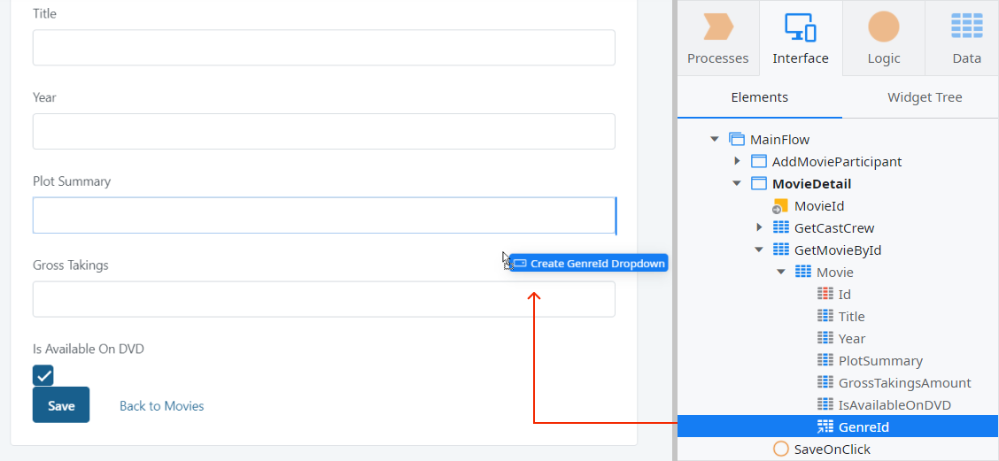 Title
Year
Plot Summary
Create GenreId Dropdown
Gross Takings
Is Available On DVD
Save
Back to Movies
Processes
Interface
Logic
Data
Elements
Widget Tree
MainFlow
AddMovieParticipant
MovieDetail
MovieId
GetCastCrew
GetMovieById
Movie
Id
Title
Year
PlotSummary
GrossTakingsAmount
IsAvailableOnDVD
GenreId
SaveOnClick